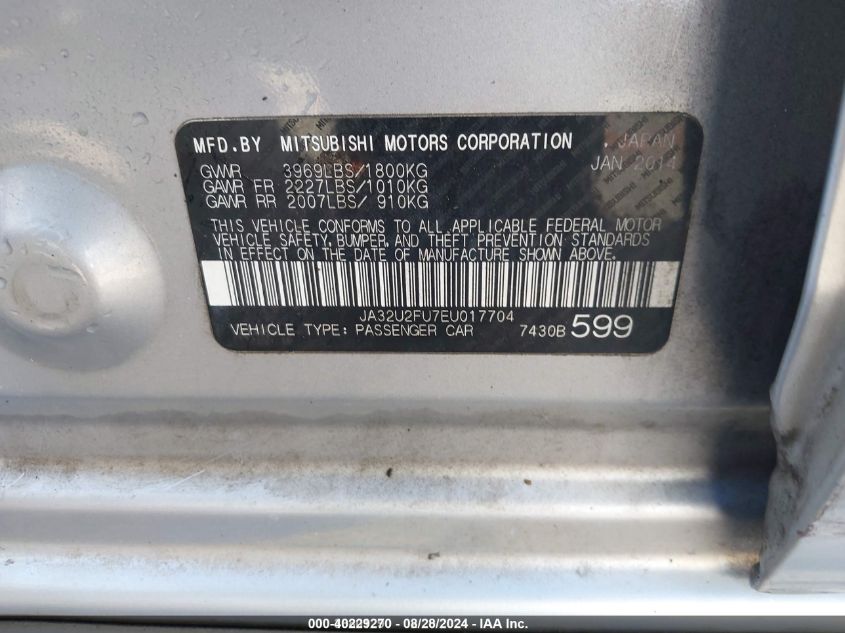 MFD.BY MITSUBISHI MOTORS CORPORATION , JAPAN
GVWR 3969LBS/1800KG JAN 2014
GAWR FR 2227LBS/1010KG
GAWR RR 2007LBS/ 910KG
THIS VEHICLE CONFORMS TO ALL APPLICABLE FEDERAL MOTOR
VEHICLE SAFETY, BUMPER, AND THEFT PREVENTION STANDARDS
IN EFFECT ON THE DATE OF MANUFACTURE SHOWN ABOVE.
JA32U2FU7EU017704
VEHICLE TYPE: PASSENGER CAR 7430B 599
000-40229270 - 08/28/2024 - IAA Inc.